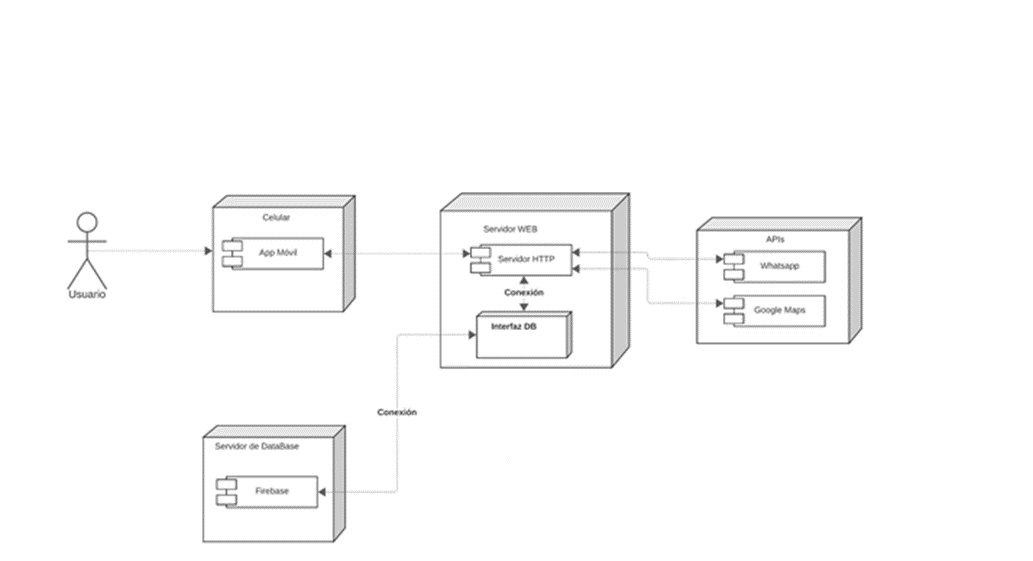 Usuario
Celular
App Móvil
Servidor WEB
Servidor HTTP
Conexión
Interfaz DB
APIs
Whatsapp
Google Maps
Conexión
Servidor de DataBase
Firebase